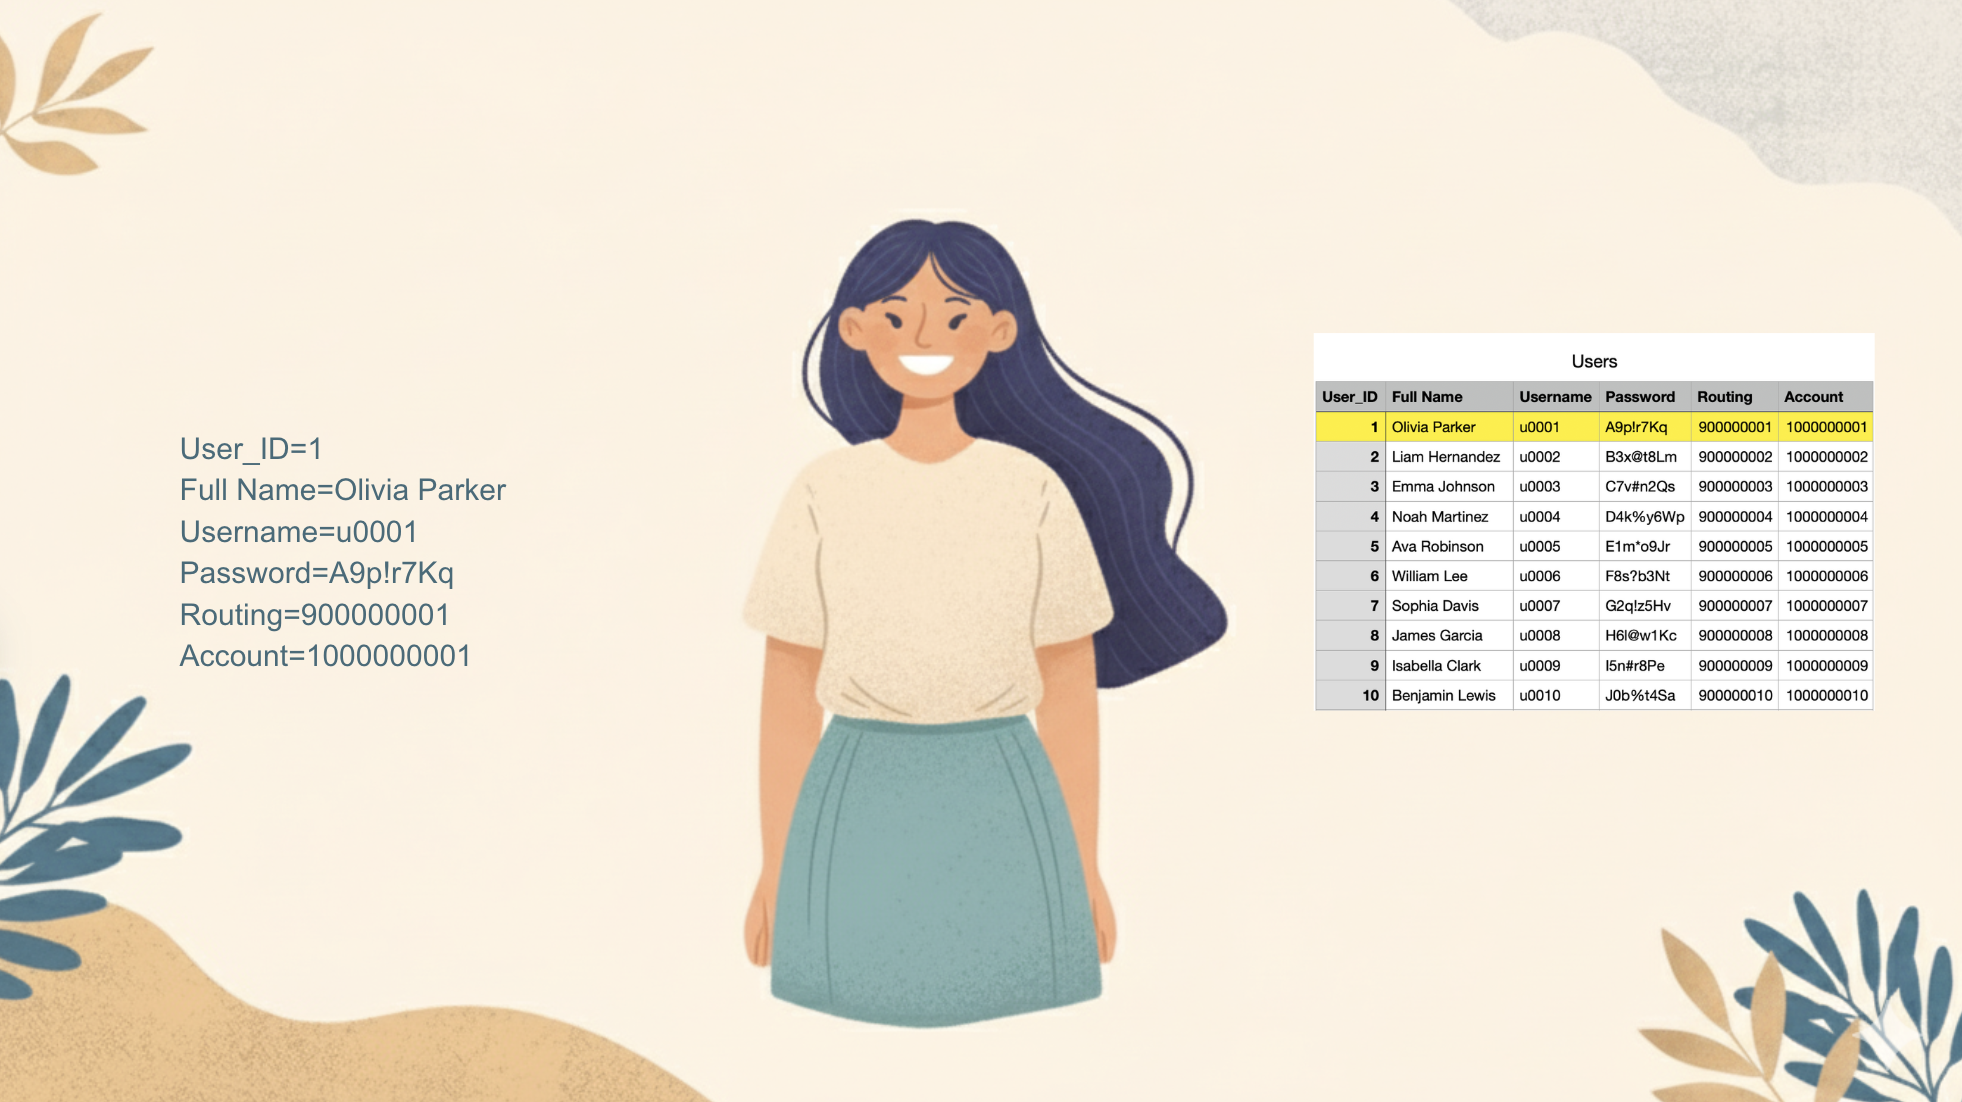 User_ID=1
Full Name=Olivia Parker
Username=u0001
Password=A9p!r7Kq
Routing=900000001
Account=1000000001
Users
User_ID Full Name Username Password Routing Account
1 Olivia Parker u0001 A9p!r7Kq 900000001 1000000001
2 Liam Hernandez u0002 B3x@t8Lm 900000002 1000000002
3 Emma Johnson u0003 C7v#n2Qs 900000003 1000000003
4 Noah Martinez u0004 D4k%y6Wp 900000004 1000000004
5 Ava Robinson u0005 E1m*o9Jr 900000005 1000000005
6 William Lee u0006 F8s?b3Nt 900000006 1000000006
7 Sophia Davis u0007 G2q!z5Hv 900000007 1000000007
8 James Garcia u0008 H6l@w1Kc 900000008 1000000008
9 Isabella Clark u0009 I5n#r8Pe 900000009 1000000009
10 Benjamin Lewis u0010 J0b%t4Sa 900000010 1000000010